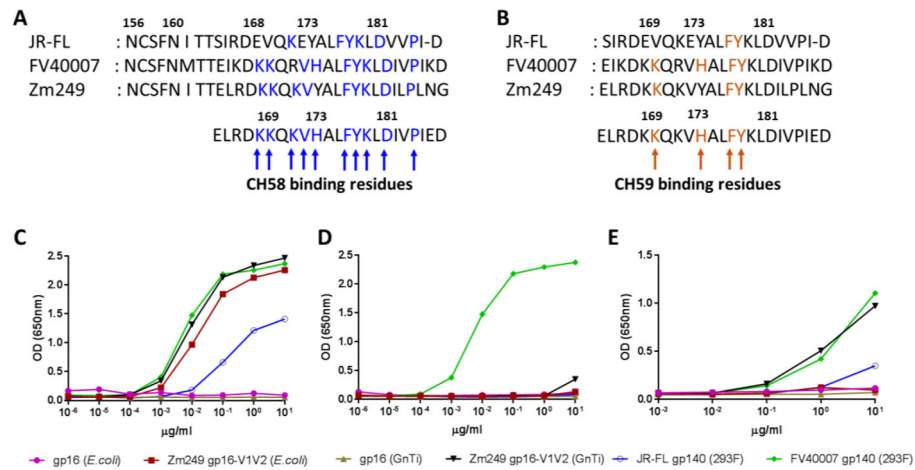 A
156 160 168 173 181
JR-FL : NCSFN I TTSIRDEVQKEYALFYKLDVVPI-D
FV40007 : NCSFNMTTEIKDKKQRVHALFYKLDIVPIKD
Zm249 : NCSFN I TTELRDKKQKVYALFYKLDILPLNG
169 173 181
ELRDKKQKVHALFYKLDIVPIED
CH58 binding residues
B
169 173 181
JR-FL : SIRDEVQKEYALFYKLDVVPI-D
FV40007 : EIKDKKQRVHALFYKLDIVPIKD
Zm249 : ELRDKKQKVYALFYKLDILPLNG
169 173 181
ELRDKKQKVHALFYKLDIVPIED
CH59 binding residues
C
OD (650nm)
2.5
2.0
1.5
1.0
0.5
0.0
10-6 10-5 10-4 10-3 10-2 10-1 100 101
µg/ml
D
OD (650nm)
2.5
2.0
1.5
1.0
0.5
0.0
10-6 10-5 10-4 10-3 10-2 10-1 100 101
µg/ml
E
OD (650nm)
1.5
1.0
0.5
0.0
10-3 10-2 10-1 100 101
µg/ml
gp16 (E.coli) Zm249 gp16-V1V2 (E.coli) gp16 (GnTi) Zm249 gp16-V1V2 (GnTi) JR-FL gp140 (293F) FV40007 gp140 (293F)